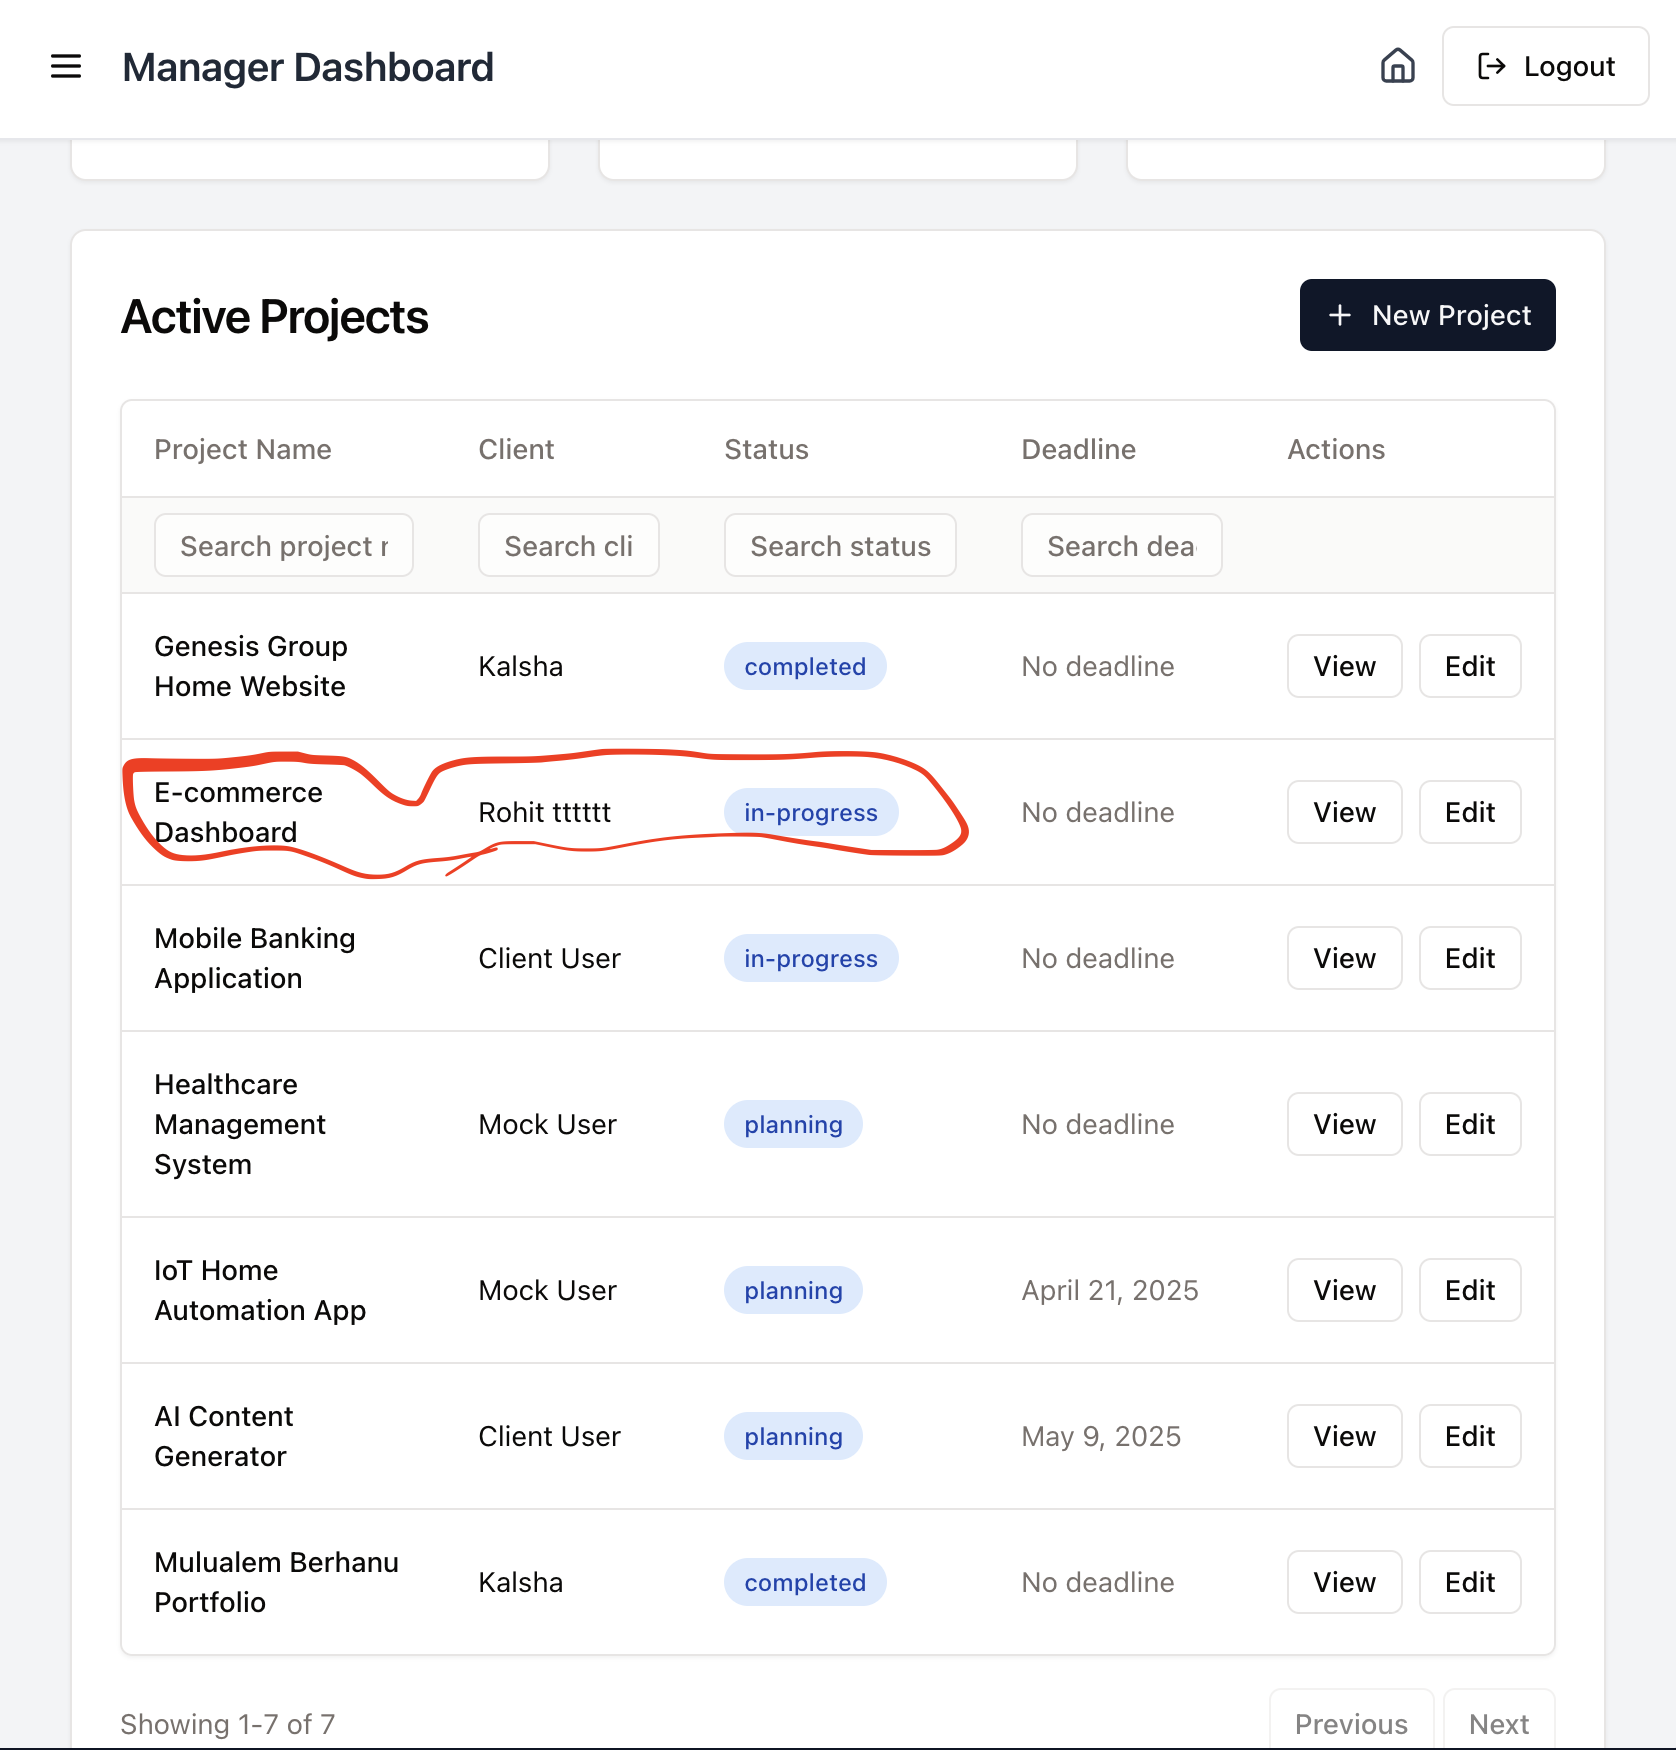 Manager Dashboard
Logout
Active Projects
New Project
Project Name Client Status Deadline Actions
Search project Search cli Search status Search dea
Genesis Group
Home Website
Kalsha completed No deadline View Edit
E-commerce
Dashboard
Rohit tttttt in-progress No deadline View Edit
Mobile Banking
Application
Client User in-progress No deadline View Edit
Healthcare
Management
System
Mock User planning No deadline View Edit
IoT Home
Automation App
Mock User planning April 21, 2025 View Edit
AI Content
Generator
Client User planning May 9, 2025 View Edit
Mulualem Berhanu
Portfolio
Kalsha completed No deadline View Edit
Showing 1-7 of 7
Previous Next